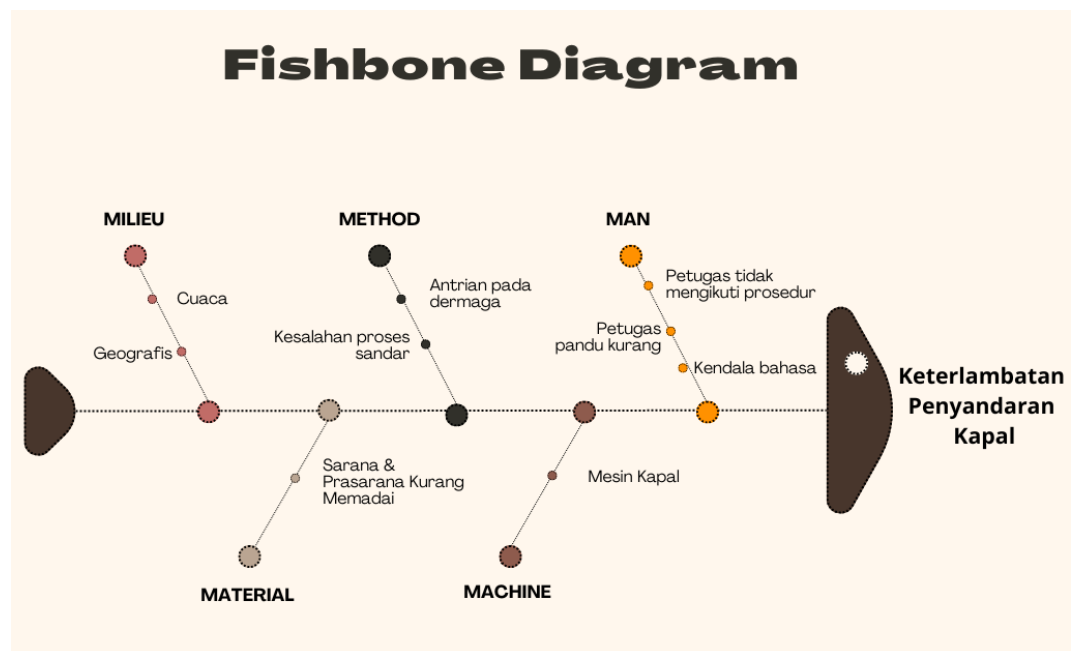 Fishbone Diagram
MILIEU
METHOD
MAN
Petugas tidak
mengikuti prosedur
Antrian pada
dermaga
Cuaca
Petugas
pandu kurang
Kesalahan proses
sandar
Geografis
Kendala bahasa
Keterlambatan
Penyandaran
Kapal
Sarana &
Prasarana Kurang
Memadai
Mesin Kapal
MATERIAL
MACHINE